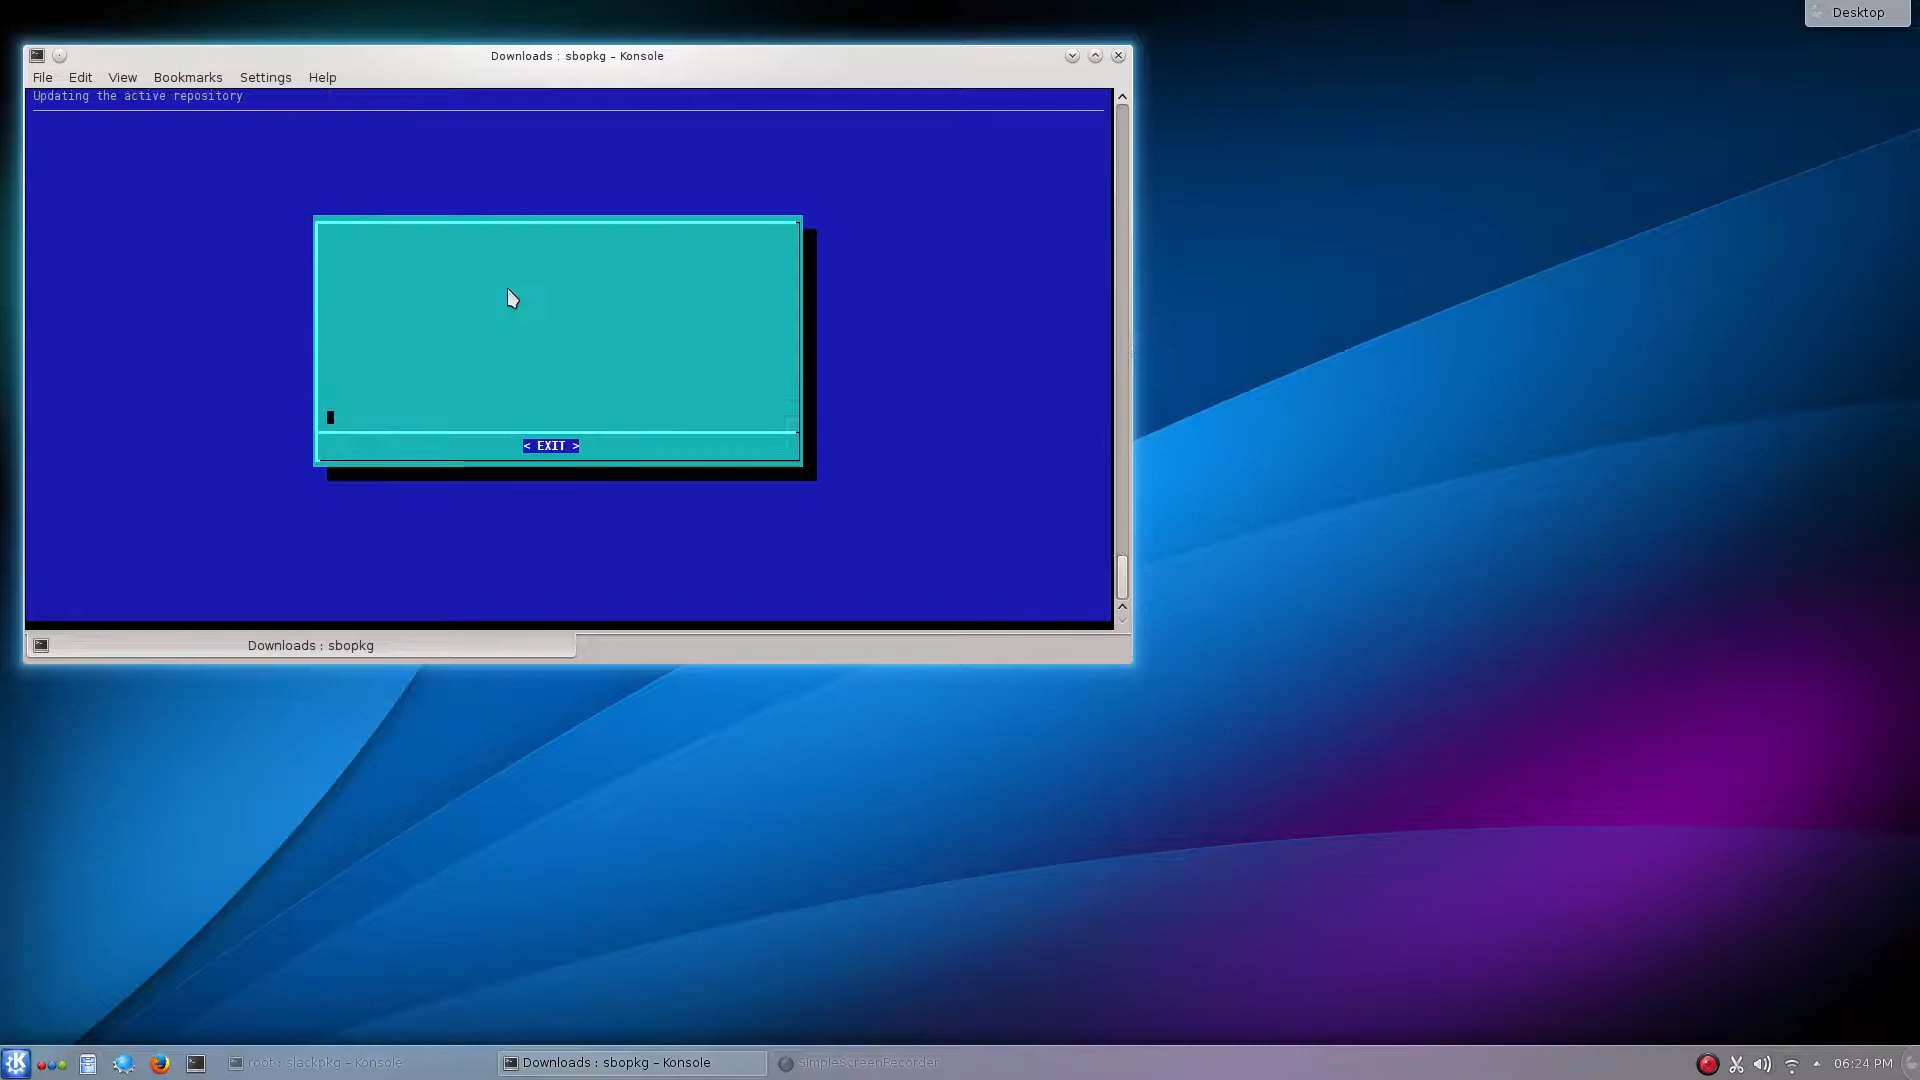 Desktop
Downloads : sbopkg – Konsole
File Edit View Bookmarks Settings Help
Updating the active repository
< EXIT >
Downloads : sbopkg
root : slackpkg – Konsole
Downloads : sbopkg – Konsole
SimpleScreenRecorder
06:24 PM